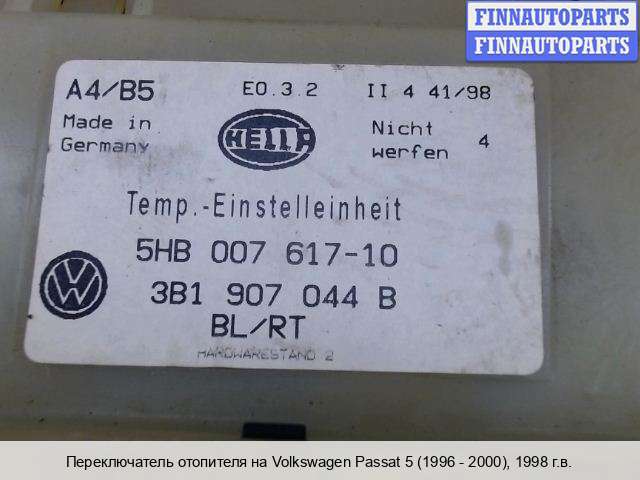 FINNAUTOPARTS
FINNAUTOPARTS
A4/B5 E0.3.2 II 4 41/98
Made in Germany
HELLA
Nicht werfen 4
Temp.-Einstelleinheit
5HB 007 617-10
VW
3B1 907 044 B
BL/RT
HARDWARESTAND 2
Переключатель отопителя на Volkswagen Passat 5 (1996 - 2000), 1998 г.в.